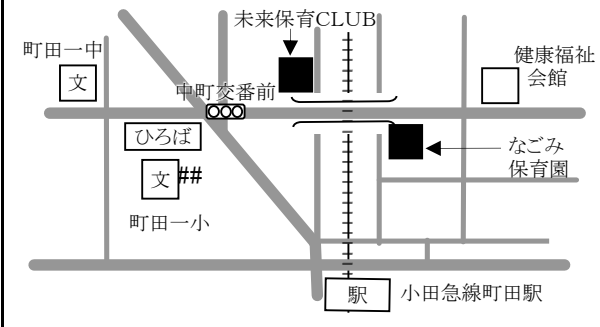 未来保育CLUB
町田一中
文
中町交番前
健康福祉
会館
ひろば
なごみ
保育園
文
##
町田一小
駅
小田急線町田駅